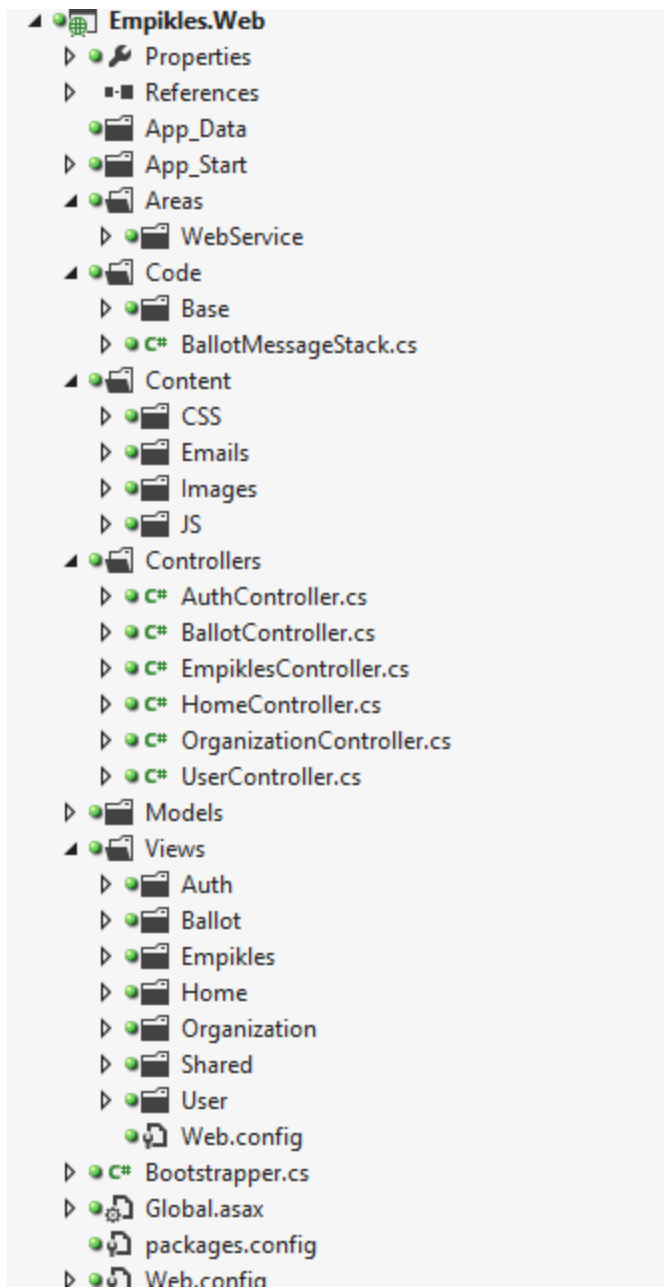 Empikles.Web
Properties
References
App_Data
App_Start
Areas
WebService
Code
Base
C# BallotMessageStack.cs
Content
CSS
Emails
Images
JS
Controllers
C# AuthController.cs
C# BallotController.cs
C# EmpiklesController.cs
C# HomeController.cs
C# OrganizationController.cs
C# UserController.cs
Models
Views
Auth
Ballot
Empikles
Home
Organization
Shared
User
Web.config
C# Bootstrapper.cs
Global.asax
packages.config
Web.config